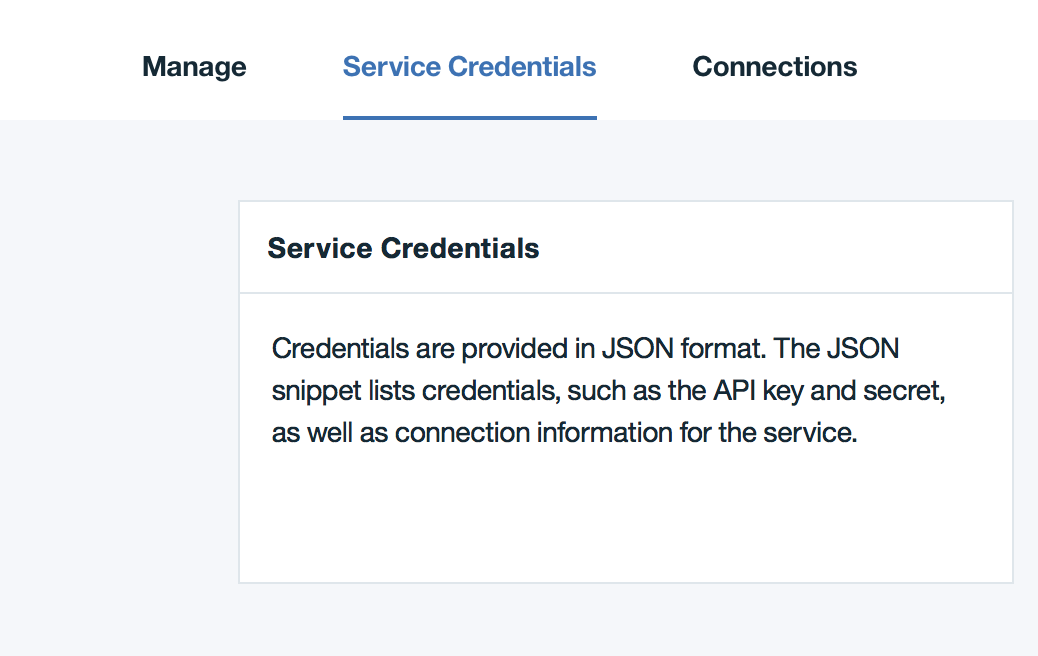 Manage Service Credentials Connections
Service Credentials
Credentials are provided in JSON format. The JSON
snippet lists credentials, such as the API key and secret,
as well as connection information for the service.